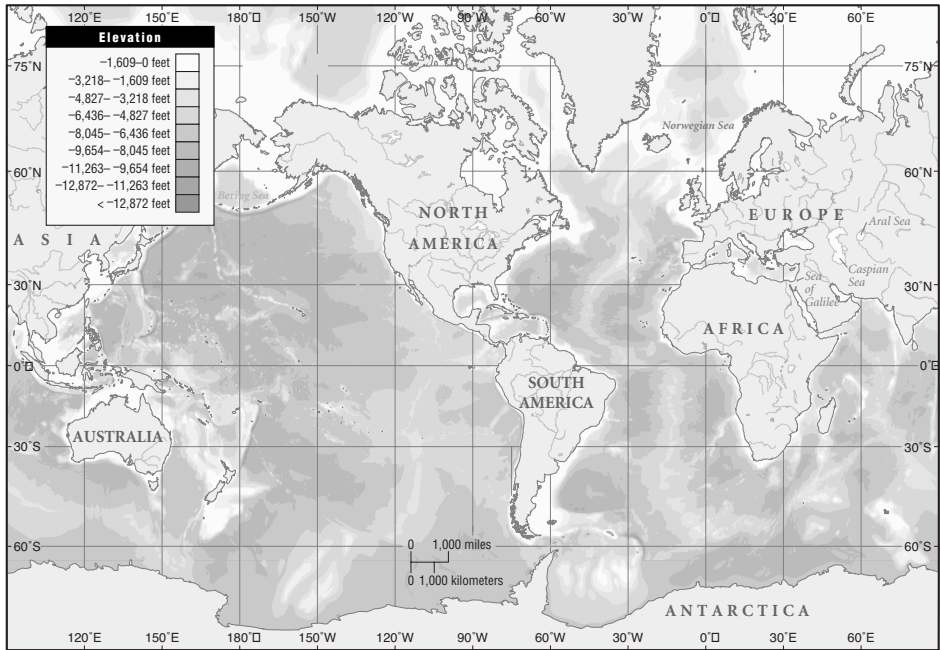 120°E 150°E 180° 150°W 120°W 90°W 60°W 30°W 0° 30°E 60°E
Elevation
−1,609–0 feet
−3,218– −1,609 feet
−4,827– −3,218 feet
−6,436– −4,827 feet
−8,045– −6,436 feet
−9,654– −8,045 feet
−11,263– −9,654 feet
−12,872– −11,263 feet
< −12,872 feet
75°N 75°N
Norwegian Sea
60°N 60°N
Bering Sea
NORTH
AMERICA
EUROPE
Aral Sea
ASIA
Caspian
Sea
Sea
of
Galilee
30°N 30°N
AFRICA
0° 0°
SOUTH
AMERICA
AUSTRALIA
30°S 30°S
0 1,000 miles
0 1,000 kilometers
60°S 60°S
ANTARCTICA
120°E 150°E 180° 150°W 120°W 90°W 60°W 30°W 0° 30°E 60°E